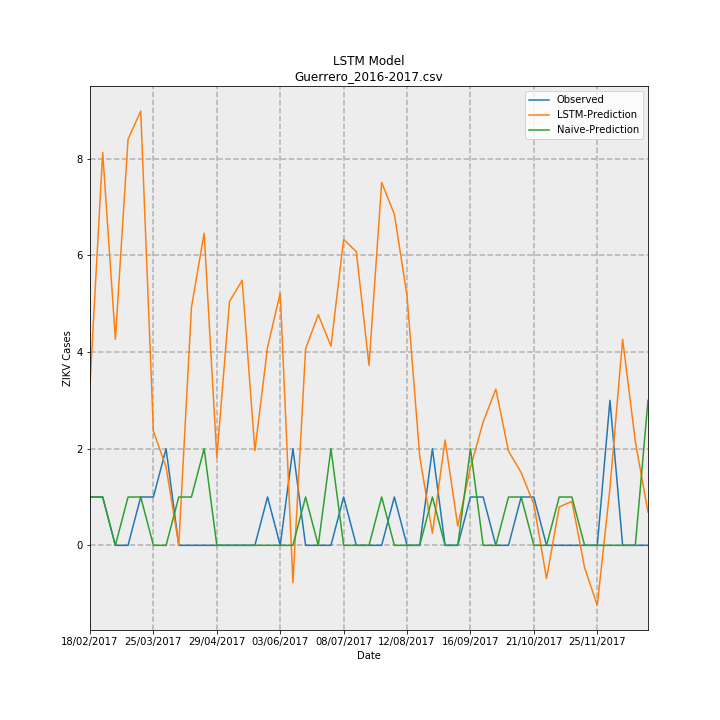 LSTM Model
Guerrero_2016-2017.csv
Observed
LSTM-Prediction
Naive-Prediction
ZIKV Cases
8
6
4
2
0
18/02/2017 25/03/2017 29/04/2017 03/06/2017 08/07/2017 12/08/2017 16/09/2017 21/10/2017 25/11/2017
Date